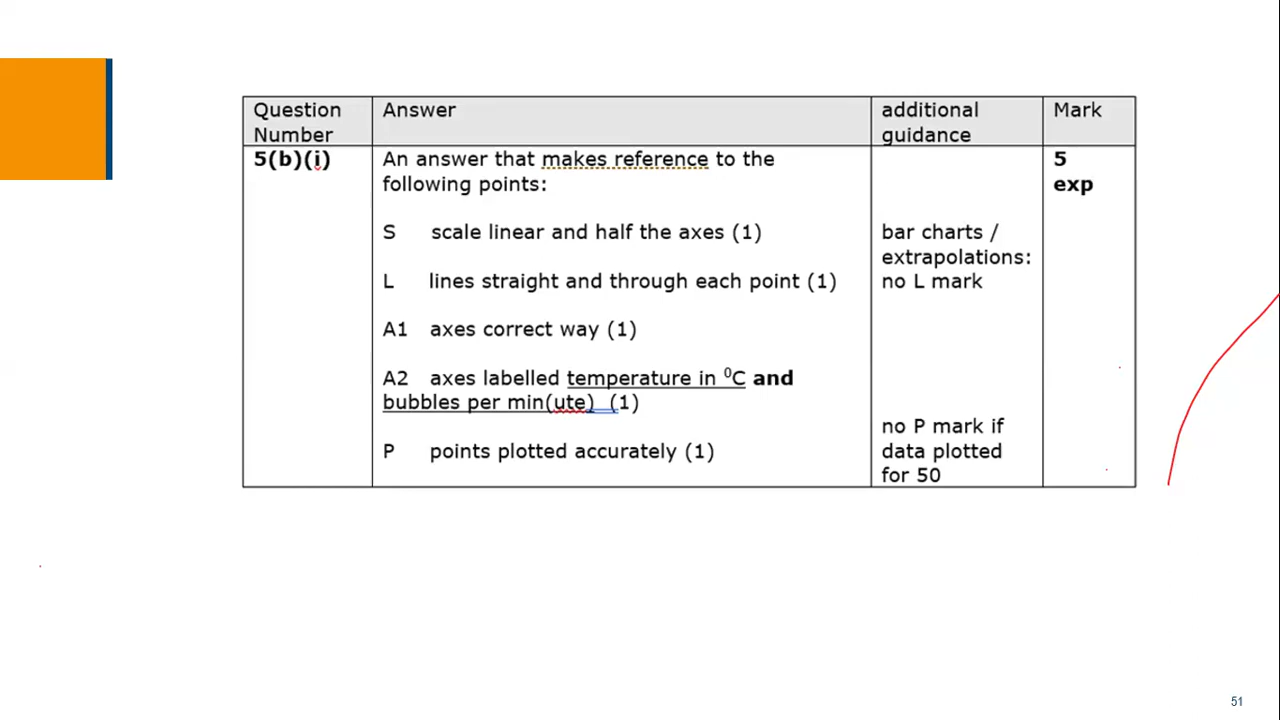 Question Number
Answer
additional guidance
Mark
5(b)(i)
An answer that makes reference to the
following points:
5
exp
S scale linear and half the axes (1)
bar charts /
extrapolations:
no L mark
L lines straight and through each point (1)
A1 axes correct way (1)
A2 axes labelled temperature in ⁰C and
bubbles per min(ute) (1)
P points plotted accurately (1)
no P mark if
data plotted
for 50
51